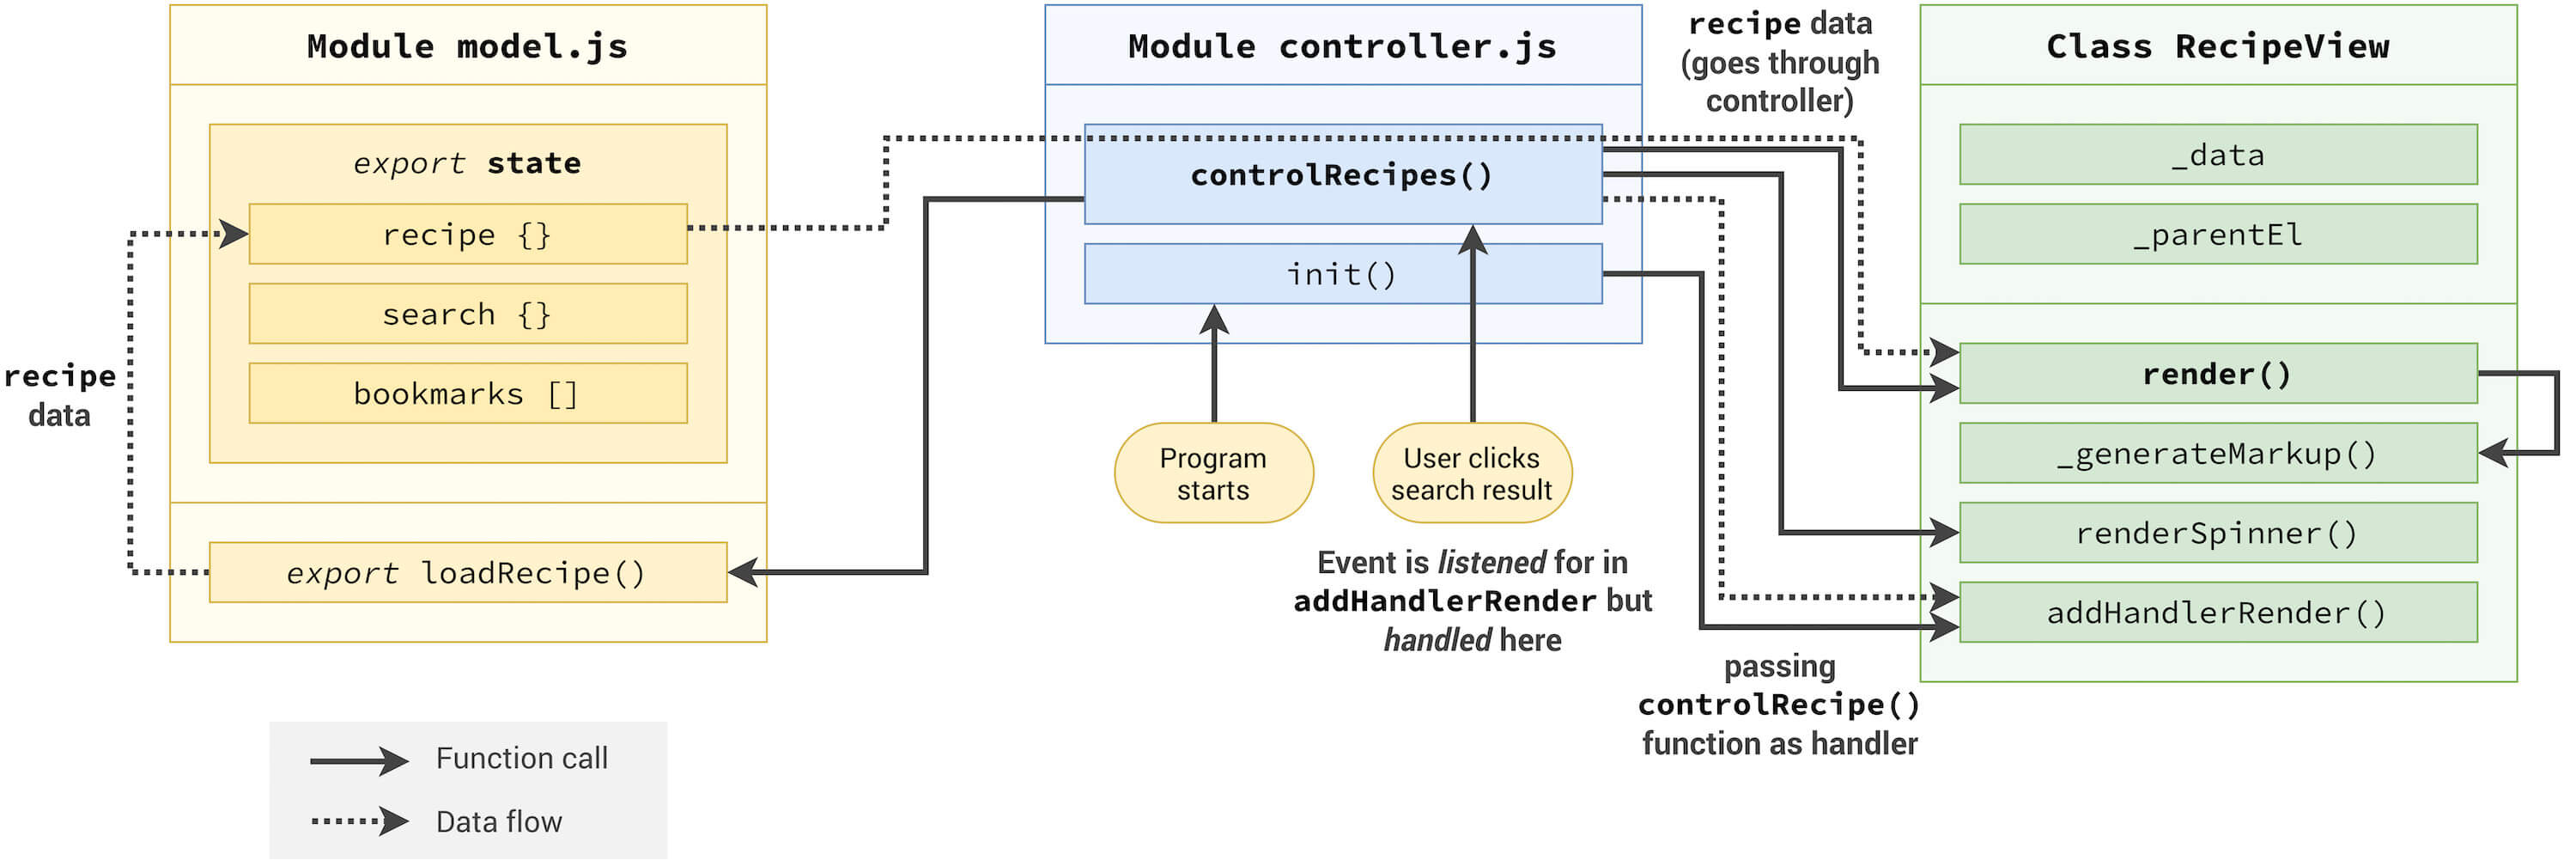 Module model.js
export state
recipe {}
search {}
bookmarks []
export loadRecipe()
recipe
data
Module controller.js
controlRecipes()
init()
Program
starts
User clicks
search result
Event is listened for in
addHandlerRender but
handled here
recipe data
(goes through
controller)
Class RecipeView
_data
_parentEl
render()
_generateMarkup()
renderSpinner()
addHandlerRender()
passing
controlRecipe()
function as handler
Function call
Data flow